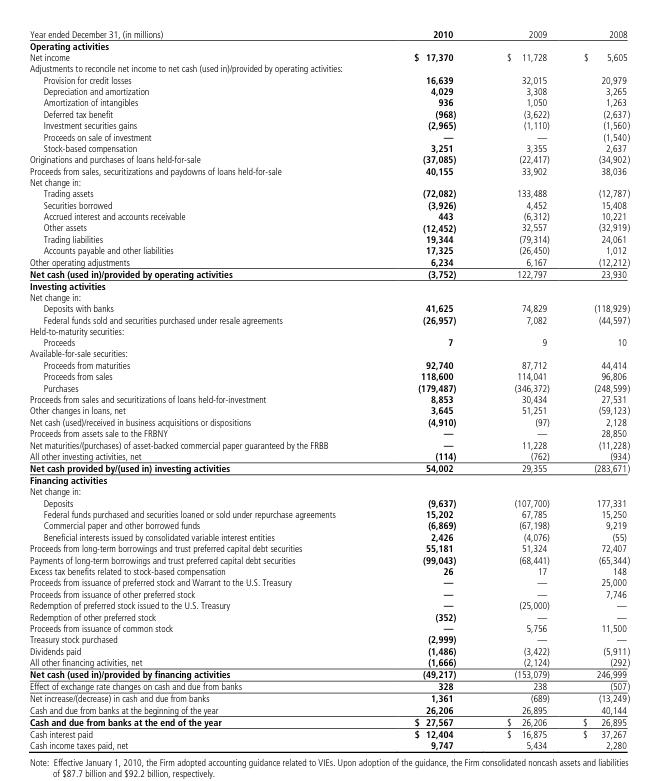 Year ended December 31, (in millions) 2010 2009 2008
Operating activities
Net income $ 17,370 $ 11,728 $ 5,605
Adjustments to reconcile net income to net cash (used in)/provided by operating activities:
Provision for credit losses 16,639 32,015 20,979
Depreciation and amortization 4,029 3,308 3,265
Amortization of intangibles 936 1,050 1,263
Deferred tax benefit (968) (3,622) (2,637)
Investment securities gains (2,965) (1,110) (1,560)
Proceeds on sale of investment — — (1,540)
Stock-based compensation 3,251 3,355 2,637
Originations and purchases of loans held-for-sale (37,085) (22,417) (34,902)
Proceeds from sales, securitizations and paydowns of loans held-for-sale 40,155 33,902 38,036
Net change in:
Trading assets (72,082) 133,488 (12,787)
Securities borrowed (3,926) 4,452 15,408
Accrued interest and accounts receivable 443 (6,312) 10,221
Other assets (12,452) 32,557 (32,919)
Trading liabilities 19,344 (79,314) 24,061
Accounts payable and other liabilities 17,325 (26,450) 1,012
Other operating adjustments 6,234 6,167 (12,212)
Net cash (used in)/provided by operating activities (3,752) 122,797 23,930
Investing activities
Net change in:
Deposits with banks 41,625 74,829 (118,929)
Federal funds sold and securities purchased under resale agreements (26,957) 7,082 (44,597)
Held-to-maturity securities:
Proceeds 7 9 10
Available-for-sale securities:
Proceeds from maturities 92,740 87,712 44,414
Proceeds from sales 118,600 114,041 96,806
Purchases (179,487) (346,372) (248,599)
Proceeds from sales and securitizations of loans held-for-investment 8,853 30,434 27,531
Other changes in loans, net 3,645 51,251 (59,123)
Net cash (used)/received in business acquisitions or dispositions (4,910) (97) 2,128
Proceeds from assets sale to the FRBNY — — 28,850
Net maturities/(purchases) of asset-backed commercial paper guaranteed by the FRBB — 11,228 (11,228)
All other investing activities, net (114) (762) (934)
Net cash provided by/(used in) investing activities 54,002 29,355 (283,671)
Financing activities
Net change in:
Deposits (9,637) (107,700) 177,331
Federal funds purchased and securities loaned or sold under repurchase agreements 15,202 67,785 15,250
Commercial paper and other borrowed funds (6,869) (67,198) 9,219
Beneficial interests issued by consolidated variable interest entities 2,426 (4,076) (55)
Proceeds from long-term borrowings and trust preferred capital debt securities 55,181 51,324 72,407
Payments of long-term borrowings and trust preferred capital debt securities (99,043) (68,441) (65,344)
Excess tax benefits related to stock-based compensation 26 17 148
Proceeds from issuance of preferred stock and Warrant to the U.S. Treasury — — 25,000
Proceeds from issuance of other preferred stock — — 7,746
Redemption of preferred stock issued to the U.S. Treasury — (25,000) —
Redemption of other preferred stock (352) — —
Proceeds from issuance of common stock — 5,756 11,500
Treasury stock purchased (2,999) — —
Dividends paid (1,486) (3,422) (5,911)
All other financing activities, net (1,666) (2,124) (292)
Net cash (used in)/provided by financing activities (49,217) (153,079) 246,999
Effect of exchange rate changes on cash and due from banks 328 238 (507)
Net increase/(decrease) in cash and due from banks 1,361 (689) (13,249)
Cash and due from banks at the beginning of the year 26,206 26,895 40,144
Cash and due from banks at the end of the year $ 27,567 $ 26,206 $ 26,895
Cash interest paid $ 12,404 $ 16,875 $ 37,267
Cash income taxes paid, net 9,747 5,434 2,280
Note: Effective January 1, 2010, the Firm adopted accounting guidance related to VIEs. Upon adoption of the guidance, the Firm consolidated noncash assets and liabilities
of $87.7 billion and $92.2 billion, respectively.